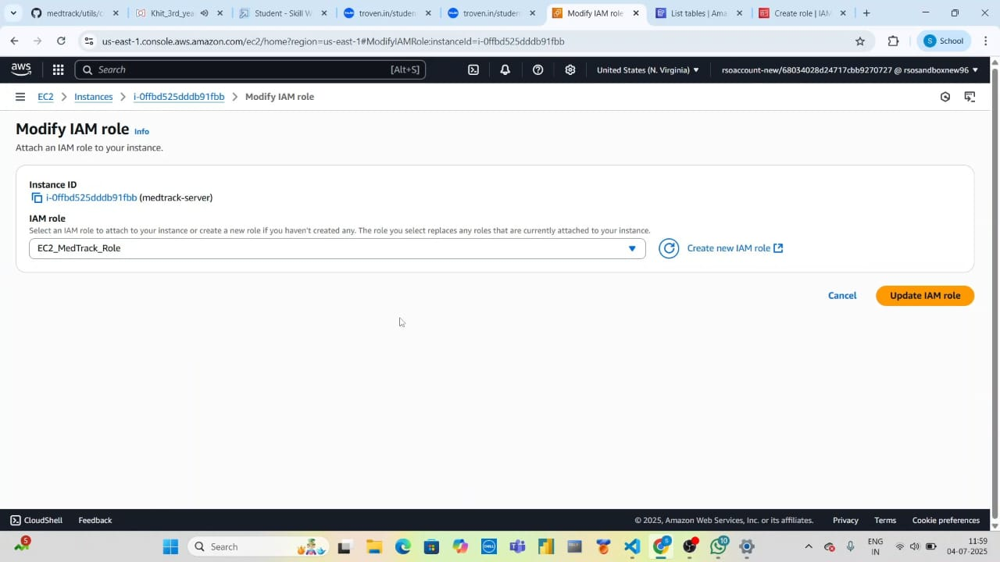 medtrack/utils/c
Khit_3rd_yea
Student - Skill W
troven.in/studen
troven.in/studen
Modify IAM role
List tables | Ama
Create role | IAM
us-east-1.console.aws.amazon.com/ec2/home?region=us-east-1#ModifyIAMRole:instanceId=i-0ffbd525dddb91fbb
S School
aws
Search [Alt+S]
United States (N. Virginia)
rsoaccount-new/68034028d24717cbb9270727 @ rsosandboxnew96
EC2 > Instances > i-0ffbd525dddb91fbb > Modify IAM role
Modify IAM role Info
Attach an IAM role to your instance.
Instance ID
i-0ffbd525dddb91fbb (medtrack-server)
IAM role
Select an IAM role to attach to your instance or create a new role if you haven't created any. The role you select replaces any roles that are currently attached to your instance.
EC2_MedTrack_Role
Create new IAM role
Cancel
Update IAM role
CloudShell
Feedback
© 2025, Amazon Web Services, Inc. or its affiliates.
Privacy
Terms
Cookie preferences
5
Search
DELL
5
10
ENG
IN
11:59
04-07-2025